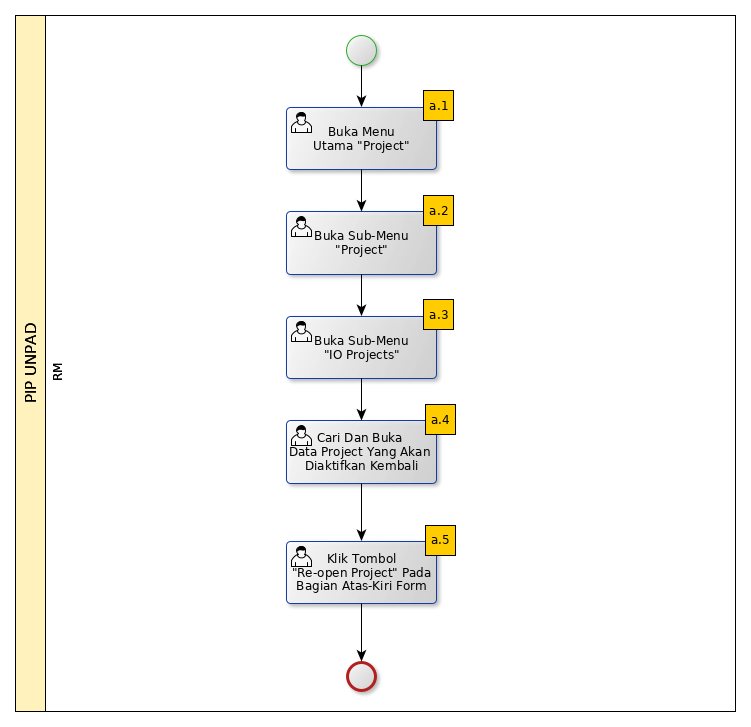 PIP UNPAD
RM
a.1
Buka Menu
Utama "Project"
a.2
Buka Sub-Menu
"Project"
a.3
Buka Sub-Menu
"IO Projects"
a.4
Cari Dan Buka
Data Project Yang Akan
Diaktifkan Kembali
a.5
Klik Tombol
"Re-open Project" Pada
Bagian Atas-Kiri Form